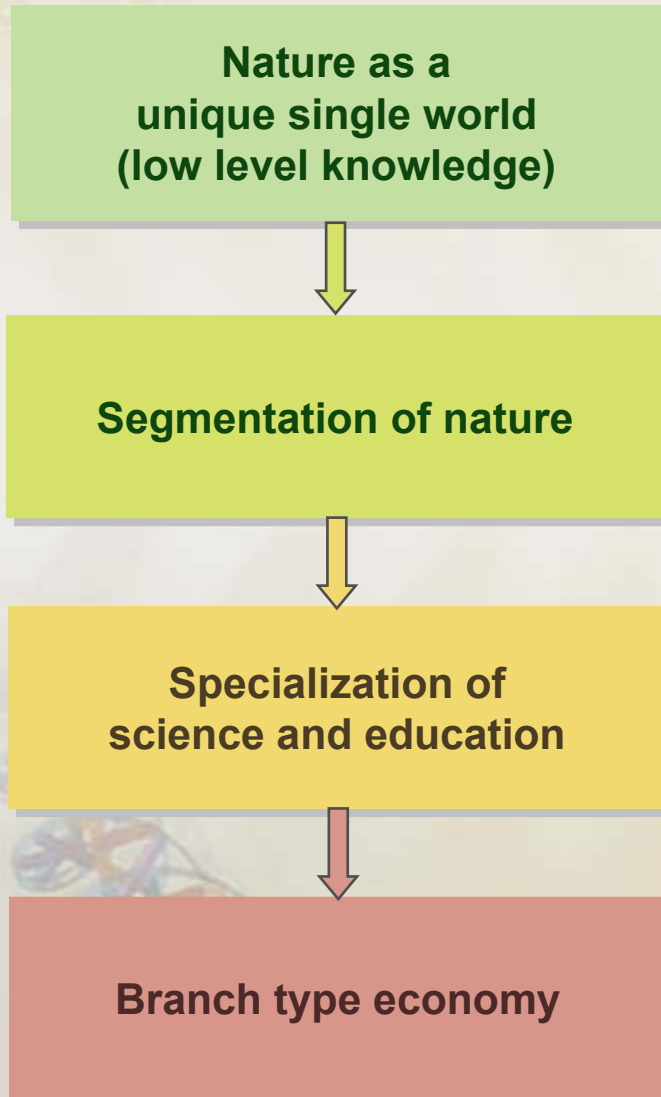 Nature as a
unique single world
(low level knowledge)
Segmentation of nature
Specialization of
science and education
Branch type economy